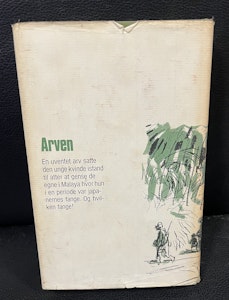 Arven
En uventet arv satte
den unge kvinde istand
til atter at gense de
egne i Malaya hvor hun
i en periode var japa-
nernes fange. Og hvil-
ken fange!